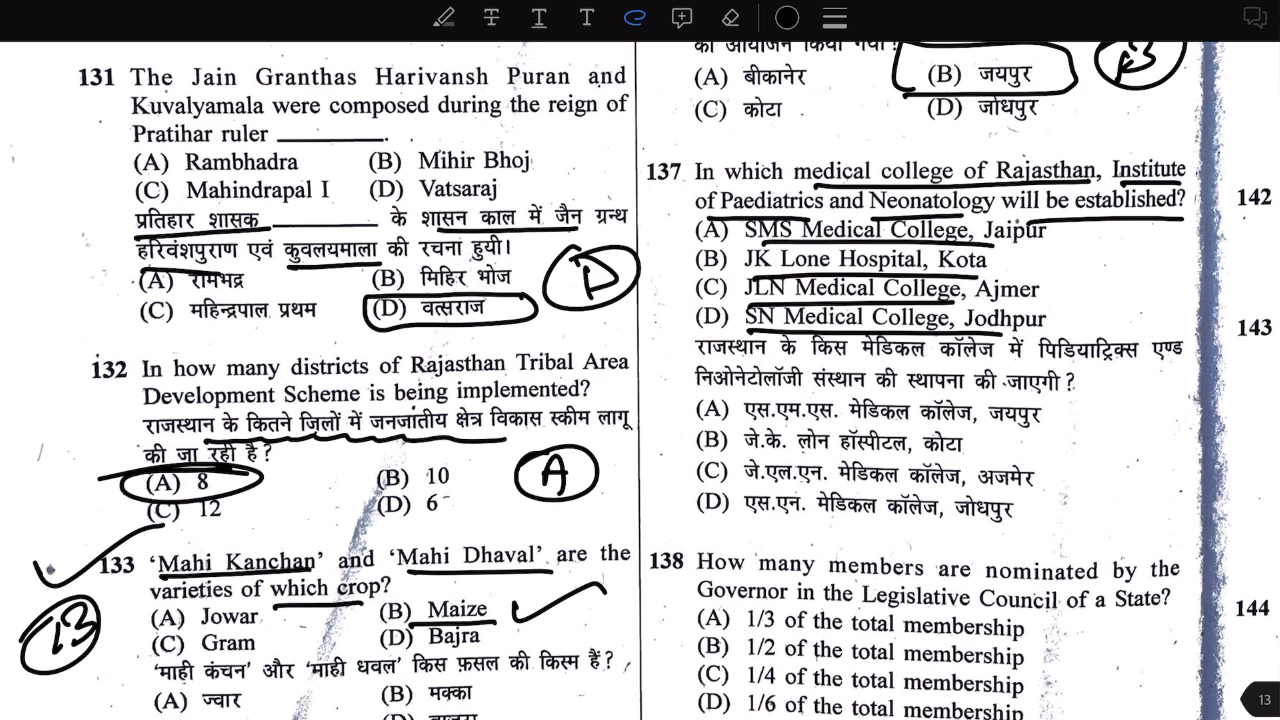 131 The Jain Granthas Harivansh Puran and
Kuvalyamala were composed during the reign of
Pratihar ruler ___________.
(A) Rambhadra (B) Mihir Bhoj
(C) Mahindrapal I (D) Vatsaraj
प्रतिहार शासक ___________ के शासन काल में जैन ग्रन्थ
हरिवंशपुराण एवं कुवलयमाला की रचना हुयी।
(A) रामभद्र (B) मिहिर भोज
(C) महिन्द्रपाल प्रथम (D) वत्सराज
D
132 In how many districts of Rajasthan Tribal Area
Development Scheme is being implemented?
राजस्थान के कितने जिलों में जनजातीय क्षेत्र विकास स्कीम लागू
की जा रही है?
(A) 8 (B) 10
(C) 12 (D) 6
A
133 'Mahi Kanchan' and 'Mahi Dhaval' are the
varieties of which crop?
(A) Jowar (B) Maize
(C) Gram (D) Bajra
B
'माही कंचन' और 'माही धवल' किस फ़सल की किस्म हैं?
(A) ज्वार (B) मक्का
(D) बाजरा
का आयोजन किया गया?
(A) बीकानेर (B) जयपुर
(C) कोटा (D) जोधपुर
B
137 In which medical college of Rajasthan, Institute
of Paediatrics and Neonatology will be established?
(A) SMS Medical College, Jaipur
(B) JK Lone Hospital, Kota
(C) JLN Medical College, Ajmer
(D) SN Medical College, Jodhpur
राजस्थान के किस मेडिकल कॉलेज में पिडियाट्रिक्स एण्ड
निओनेटोलॉजी संस्थान की स्थापना की जाएगी?
(A) एस.एम.एस. मेडिकल कॉलेज, जयपुर
(B) जे.के. लोन हॉस्पीटल, कोटा
(C) जे.एल.एन. मेडिकल कॉलेज, अजमेर
(D) एस.एन. मेडिकल कॉलेज, जोधपुर
138 How many members are nominated by the
Governor in the Legislative Council of a State?
(A) 1/3 of the total membership
(B) 1/2 of the total membership
(C) 1/4 of the total membership
(D) 1/6 of the total membership
142
143
144
13